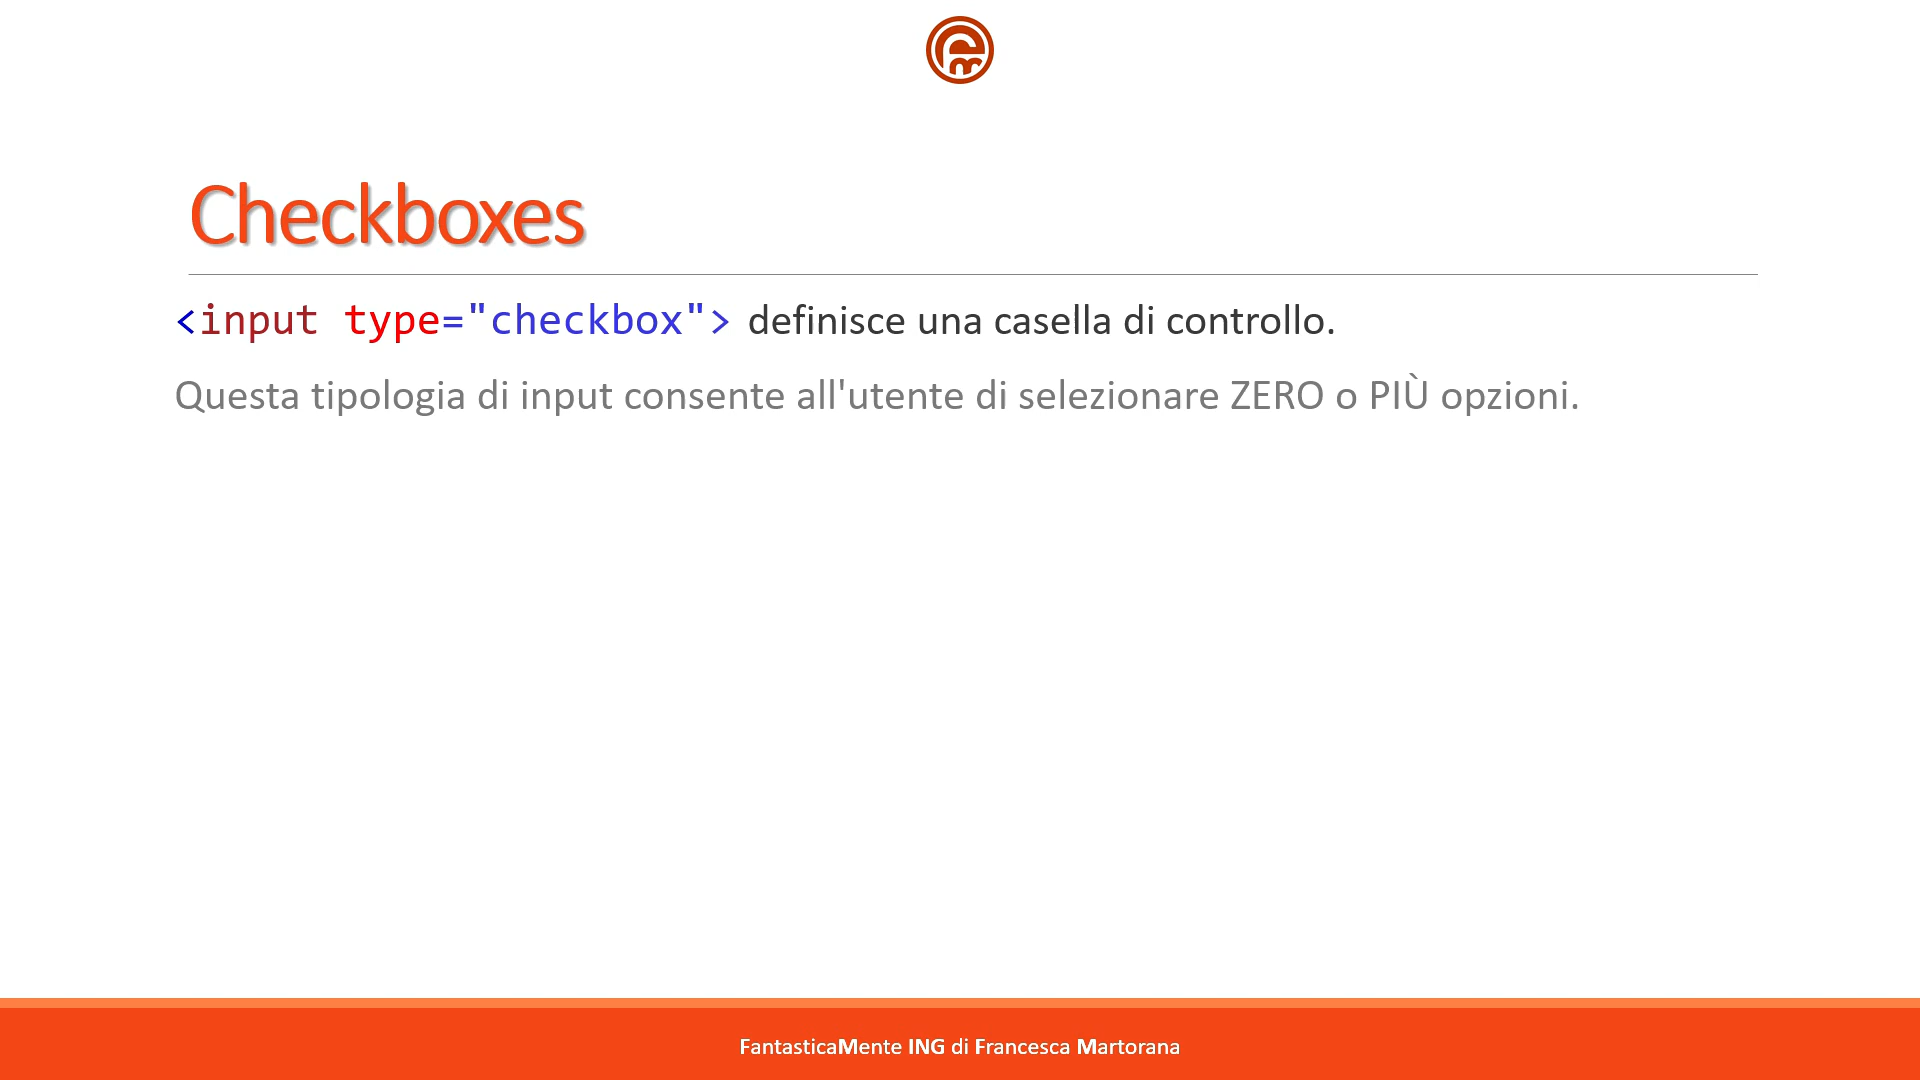 Checkboxes
<input type="checkbox"> definisce una casella di controllo.
Questa tipologia di input consente all'utente di selezionare ZERO o PIÙ opzioni.
FantasticaMente ING di Francesca Martorana